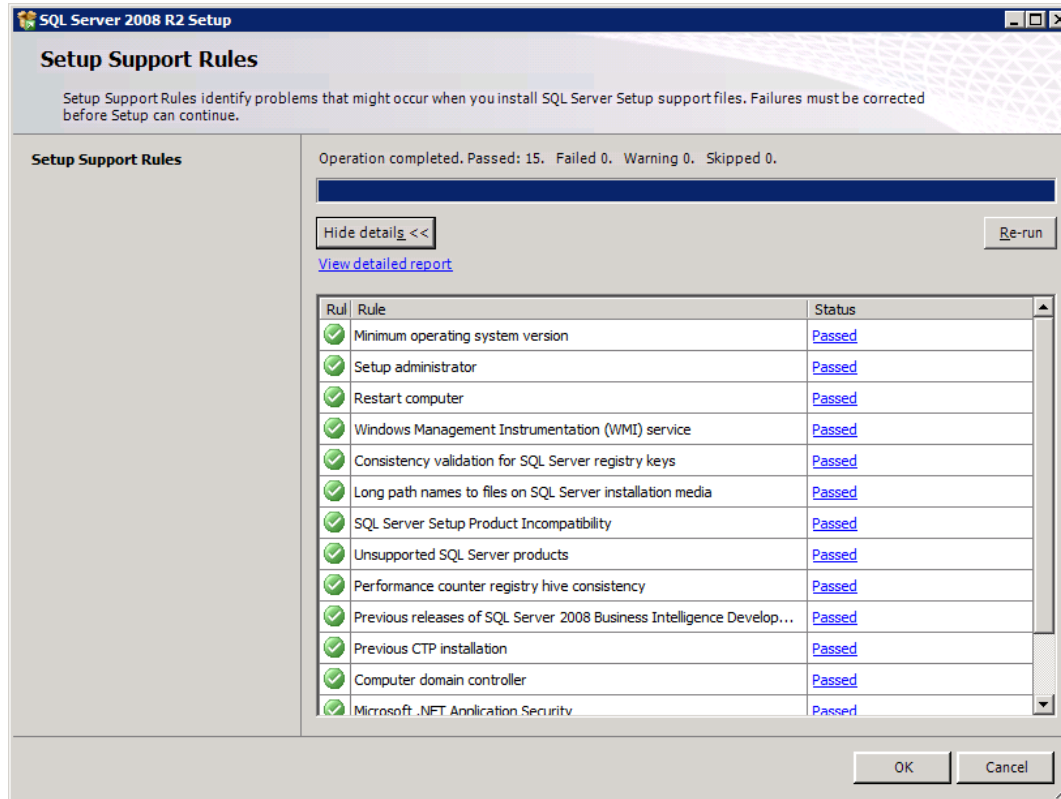 SQL Server 2008 R2 Setup
Setup Support Rules
Setup Support Rules identify problems that might occur when you install SQL Server Setup support files. Failures must be corrected
before Setup can continue.
Setup Support Rules
Operation completed. Passed: 15. Failed 0. Warning 0. Skipped 0.
Hide details <<
Re-run
View detailed report
Rul Rule Status
Minimum operating system version Passed
Setup administrator Passed
Restart computer Passed
Windows Management Instrumentation (WMI) service Passed
Consistency validation for SQL Server registry keys Passed
Long path names to files on SQL Server installation media Passed
SQL Server Setup Product Incompatibility Passed
Unsupported SQL Server products Passed
Performance counter registry hive consistency Passed
Previous releases of SQL Server 2008 Business Intelligence Develop... Passed
Previous CTP installation Passed
Computer domain controller Passed
Microsoft .NET Application Security Passed
OK Cancel